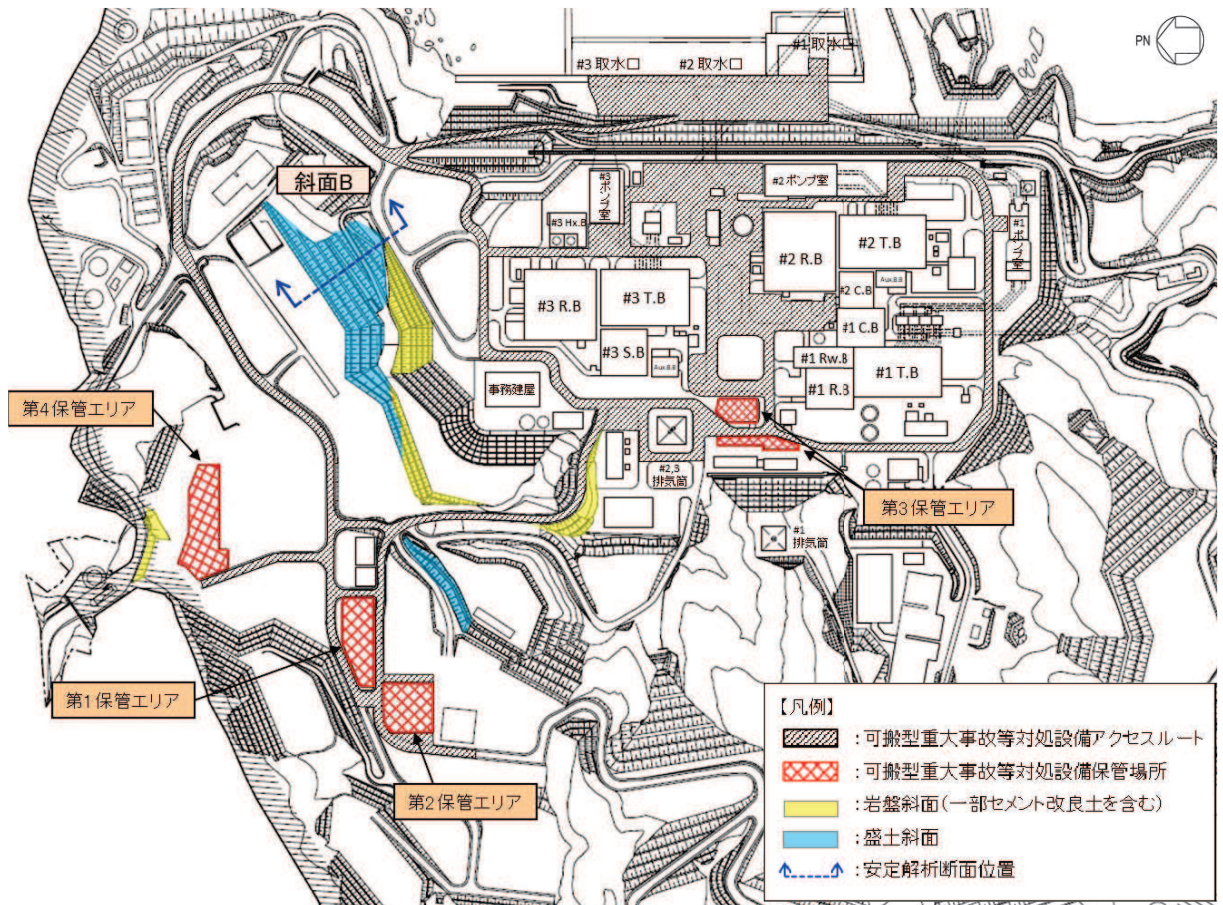 PN
#1取水口
#3取水口
#2取水口
斜面B
#3ポンプ室
#2ポンプ室
#1ポンプ室
#3 Hx.B
#2 R.B
#2 T.B
#3 R.B
#3 T.B
#2 C.B
Aux.B.B
#1 C.B
#3 S.B
Aux.B.B
#1 Rw.B
#1 R.B
#1 T.B
事務建屋
第4保管エリア
#2,3
排気筒
第3保管エリア
#1
排気筒
第1保管エリア
第2保管エリア
【凡例】
:可搬型重大事故等対処設備アクセスルート
:可搬型重大事故等対処設備保管場所
:岩盤斜面(一部セメント改良土を含む)
:盛土斜面
:安定解析断面位置